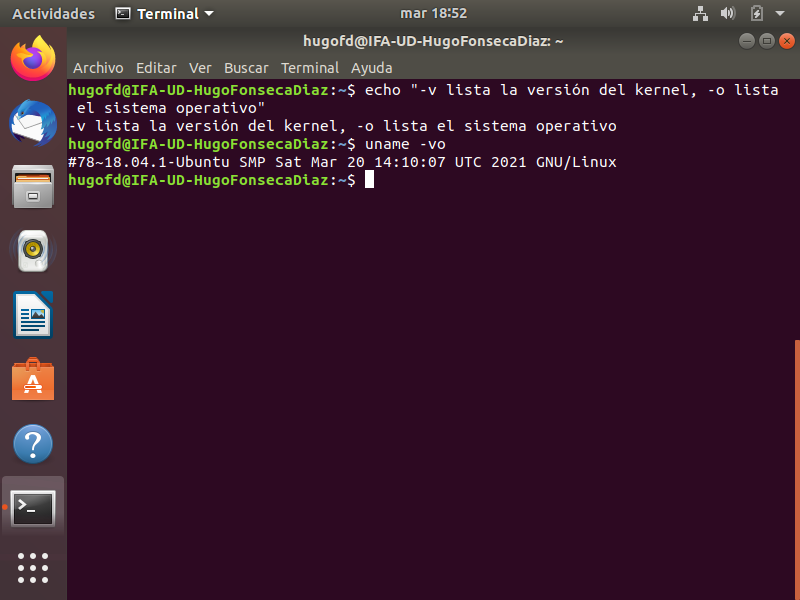 Actividades
Terminal
mar 18:52
hugofd@IFA-UD-HugoFonsecaDiaz: ~
Archivo Editar Ver Buscar Terminal Ayuda
hugofd@IFA-UD-HugoFonsecaDiaz:~$ echo "-v lista la versión del kernel, -o lista
el sistema operativo"
-v lista la versión del kernel, -o lista el sistema operativo
hugofd@IFA-UD-HugoFonsecaDiaz:~$ uname -vo
#78~18.04.1-Ubuntu SMP Sat Mar 20 14:10:07 UTC 2021 GNU/Linux
hugofd@IFA-UD-HugoFonsecaDiaz:~$